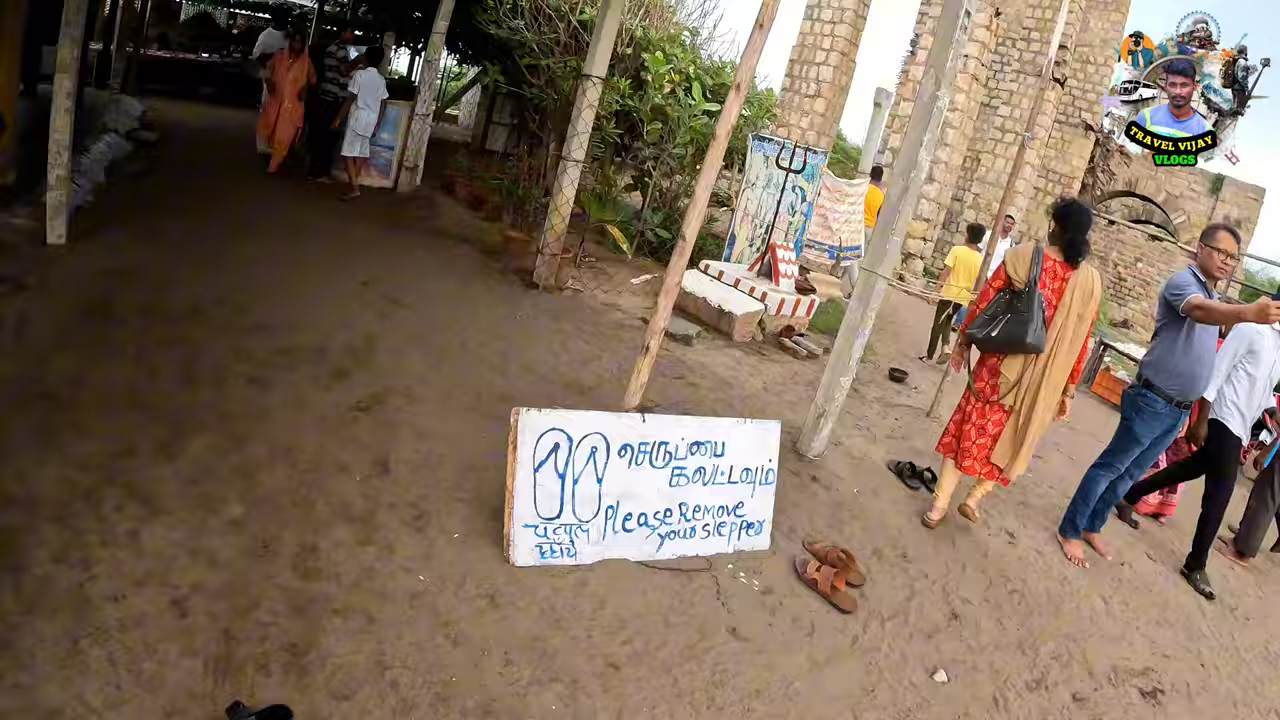 செருப்பை
கலட்டவும்
Please Remove
your slepper
TRAVEL VIJAY
VLOGS